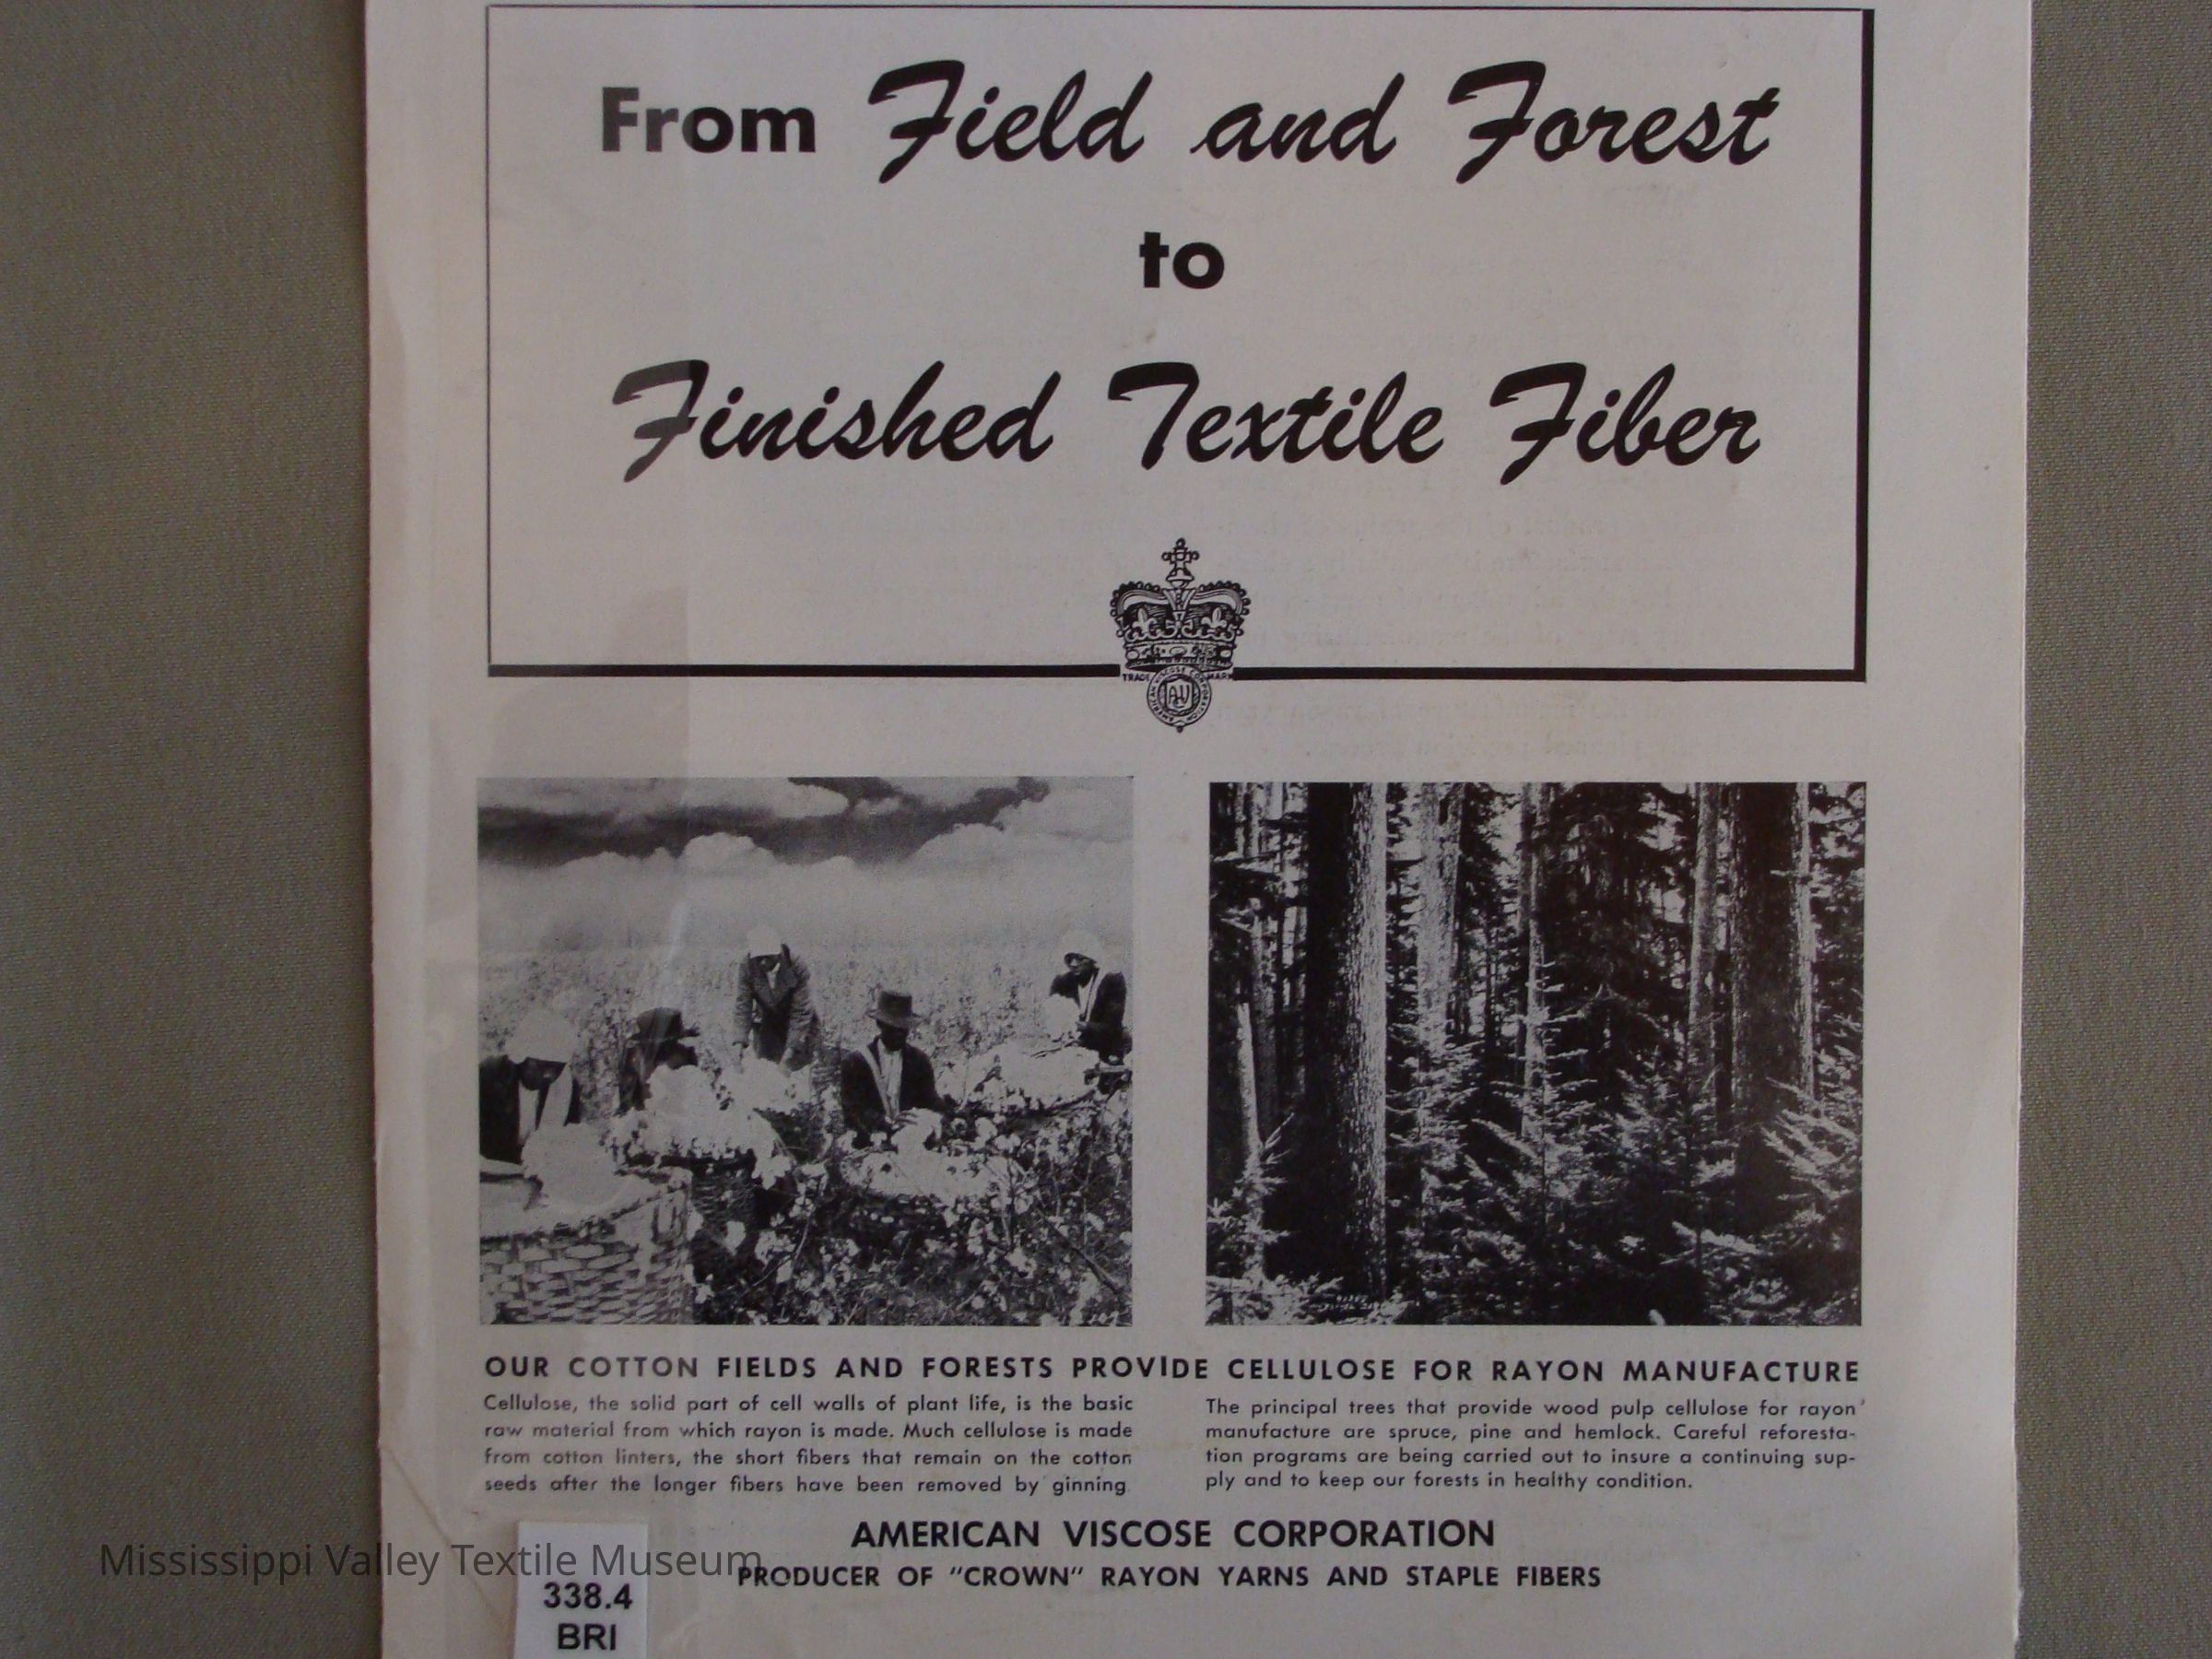 From Field and Forest
to
Finished Textile Fiber
TRADE MARK
AMERICAN VISCOSE CORPORATION
OUR COTTON FIELDS AND FORESTS PROVIDE CELLULOSE FOR RAYON MANUFACTURE
Cellulose, the solid part of cell walls of plant life, is the basic
raw material from which rayon is made. Much cellulose is made
from cotton linters, the short fibers that remain on the cotton
seeds after the longer fibers have been removed by ginning.
The principal trees that provide wood pulp cellulose for rayon
manufacture are spruce, pine and hemlock. Careful reforesta-
tion programs are being carried out to insure a continuing sup-
ply and to keep our forests in healthy condition.
AMERICAN VISCOSE CORPORATION
PRODUCER OF "CROWN" RAYON YARNS AND STAPLE FIBERS
Mississippi Valley Textile Museum
338.4
BRI